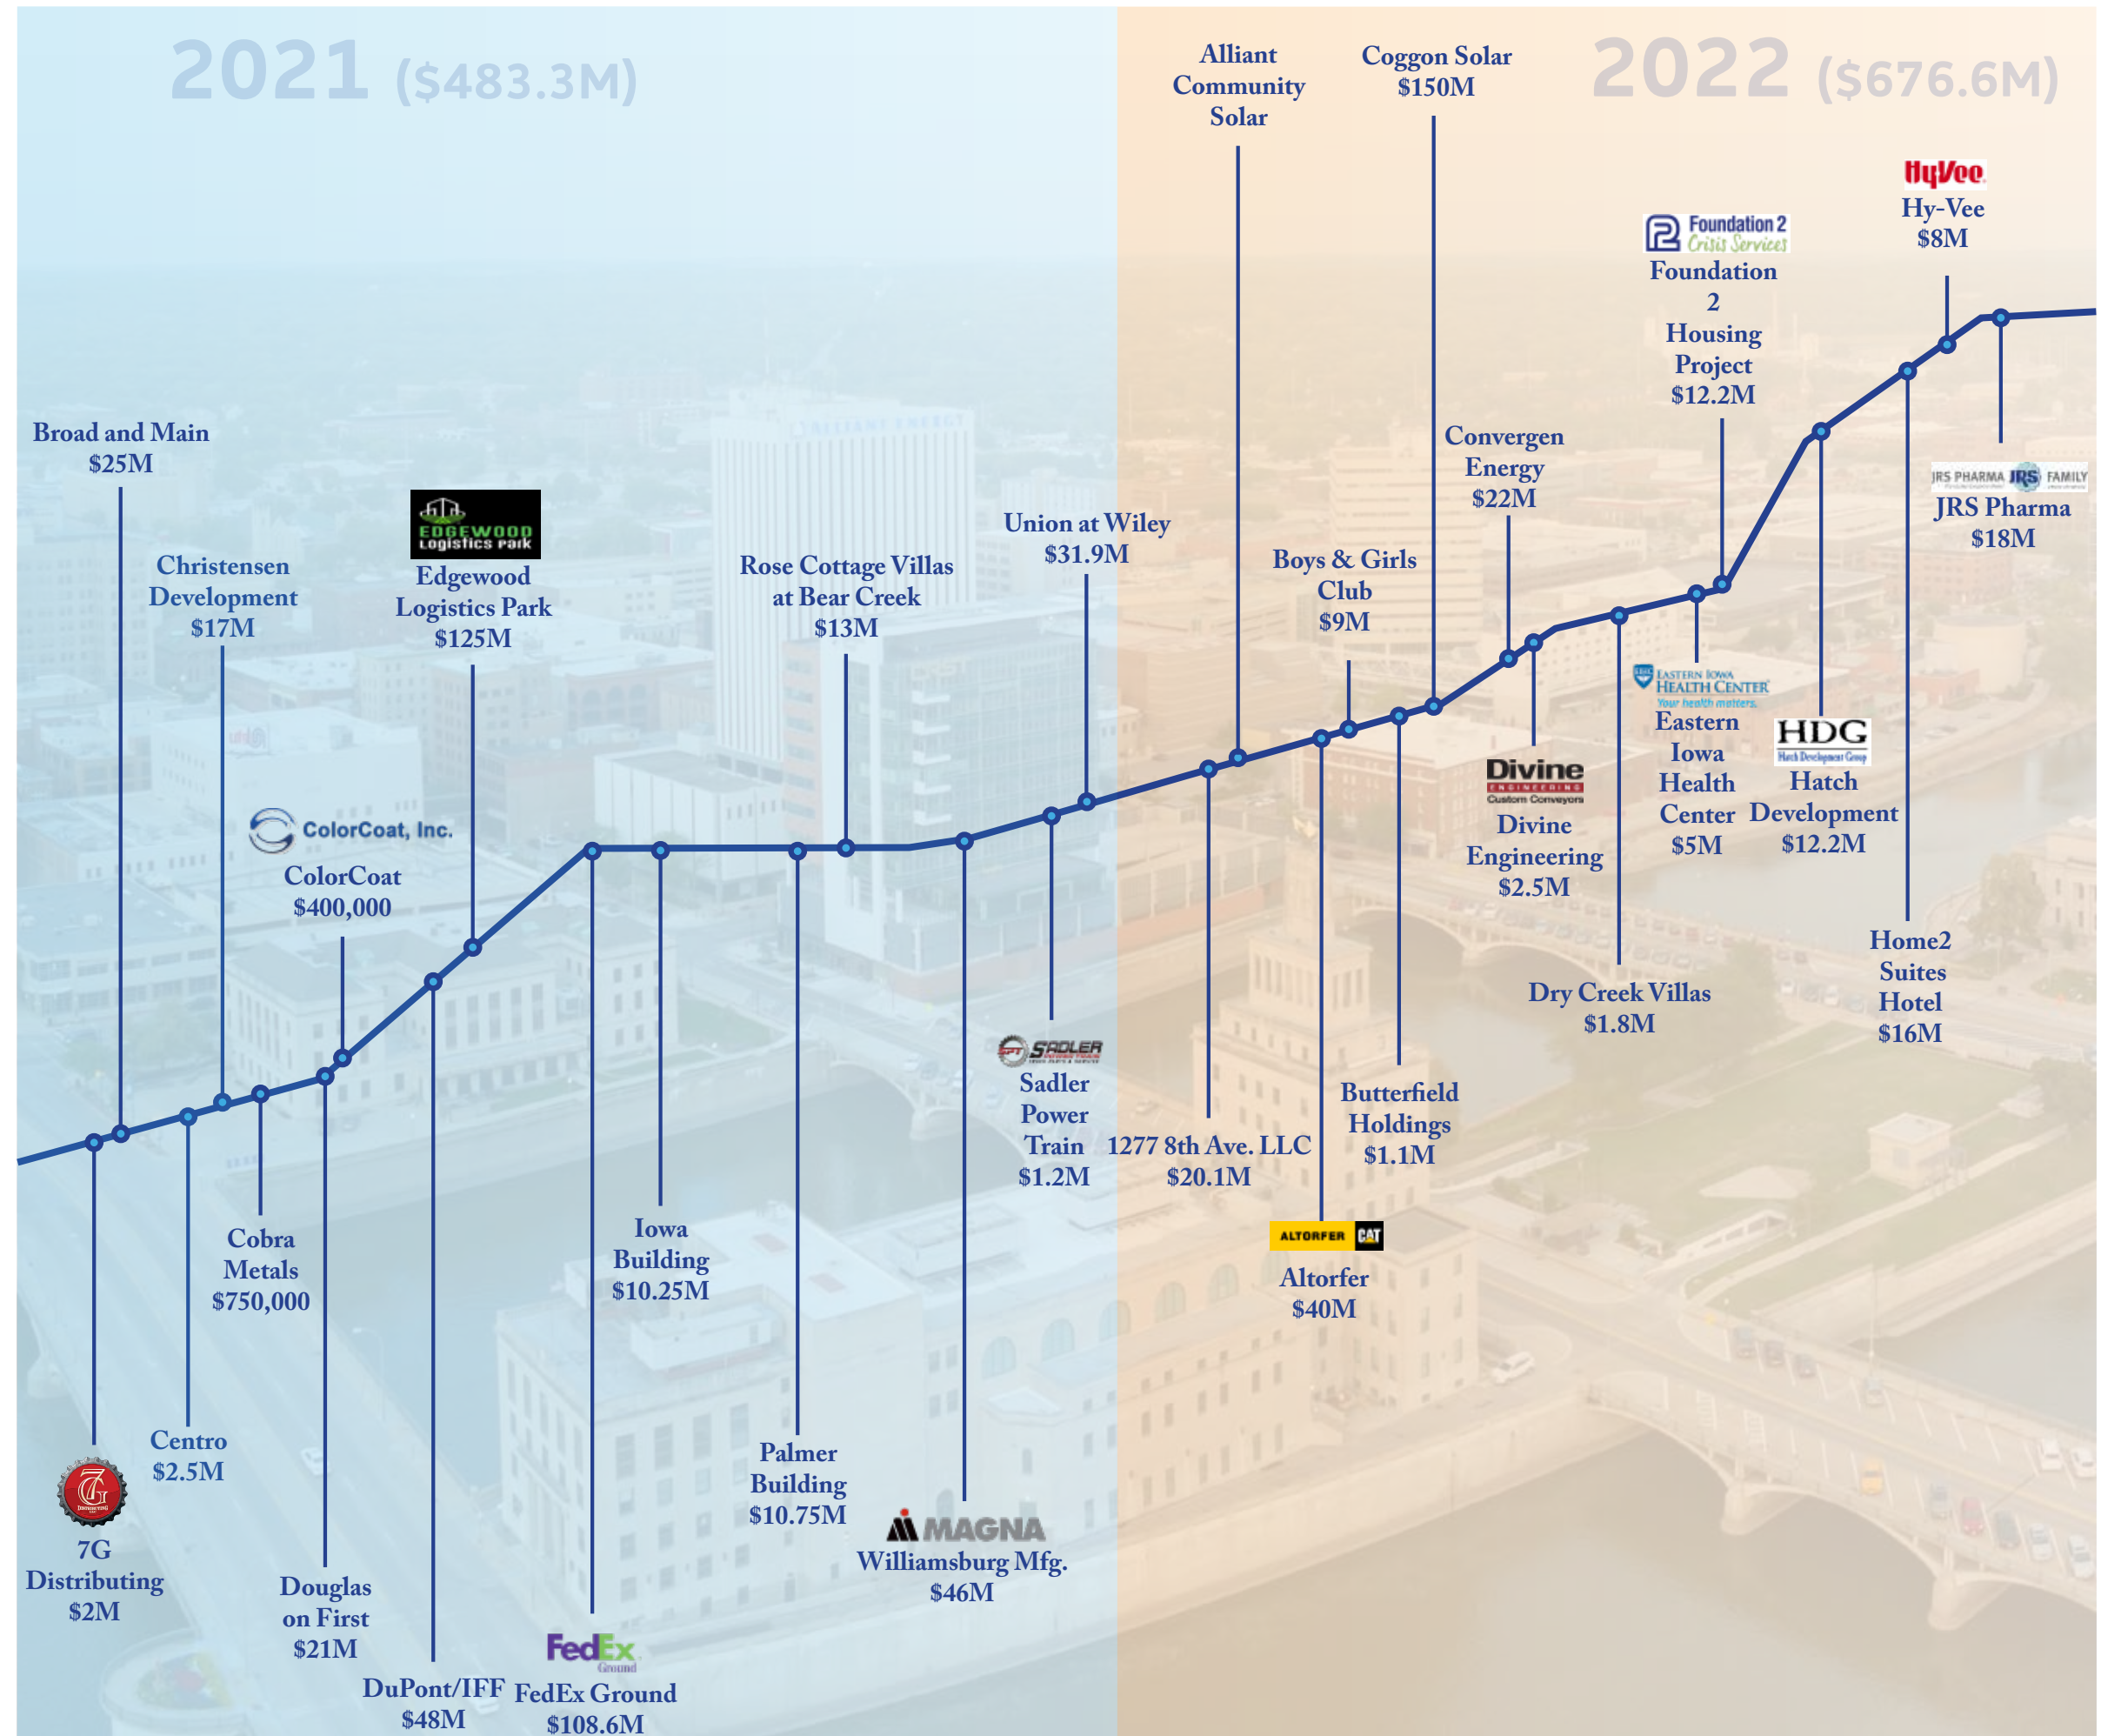 2021 ($483.3M)
2022 ($676.6M)
Broad and Main
$25M
Christensen
Development
$17M
ColorCoat, Inc.
ColorCoat
$400,000
EDGEWOOD
Logistics Park
Edgewood
Logistics Park
$125M
Rose Cottage Villas
at Bear Creek
$13M
Union at Wiley
$31.9M
7G
DISTRIBUTING
7G
Distributing
$2M
Centro
$2.5M
Cobra
Metals
$750,000
Douglas
on First
$21M
DuPont/IFF
$48M
FedEx
Ground
FedEx Ground
$108.6M
Iowa
Building
$10.25M
Palmer
Building
$10.75M
MAGNA
Williamsburg Mfg.
$46M
SPT SADLER
Sadler
Power
Train
$1.2M
ALLIANT ENERGY
Alliant
Community
Solar
Coggon Solar
$150M
Boys & Girls
Club
$9M
Convergen
Energy
$22M
Foundation 2
Crisis Services
Foundation
2
Housing
Project
$12.2M
HyVee
Hy-Vee
$8M
JRS PHARMA JRS FAMILY
JRS Pharma
$18M
1277 8th Ave. LLC
$20.1M
ALTORFER CAT
Altorfer
$40M
Butterfield
Holdings
$1.1M
Divine
ENGINEERING
Custom Conveyors
Divine
Engineering
$2.5M
Dry Creek Villas
$1.8M
EASTERN IOWA
HEALTH CENTER
Your health matters.
Eastern
Iowa
Health
Center
$5M
HDG
Hatch Development Group
Hatch
Development
$12.2M
Home2
Suites
Hotel
$16M